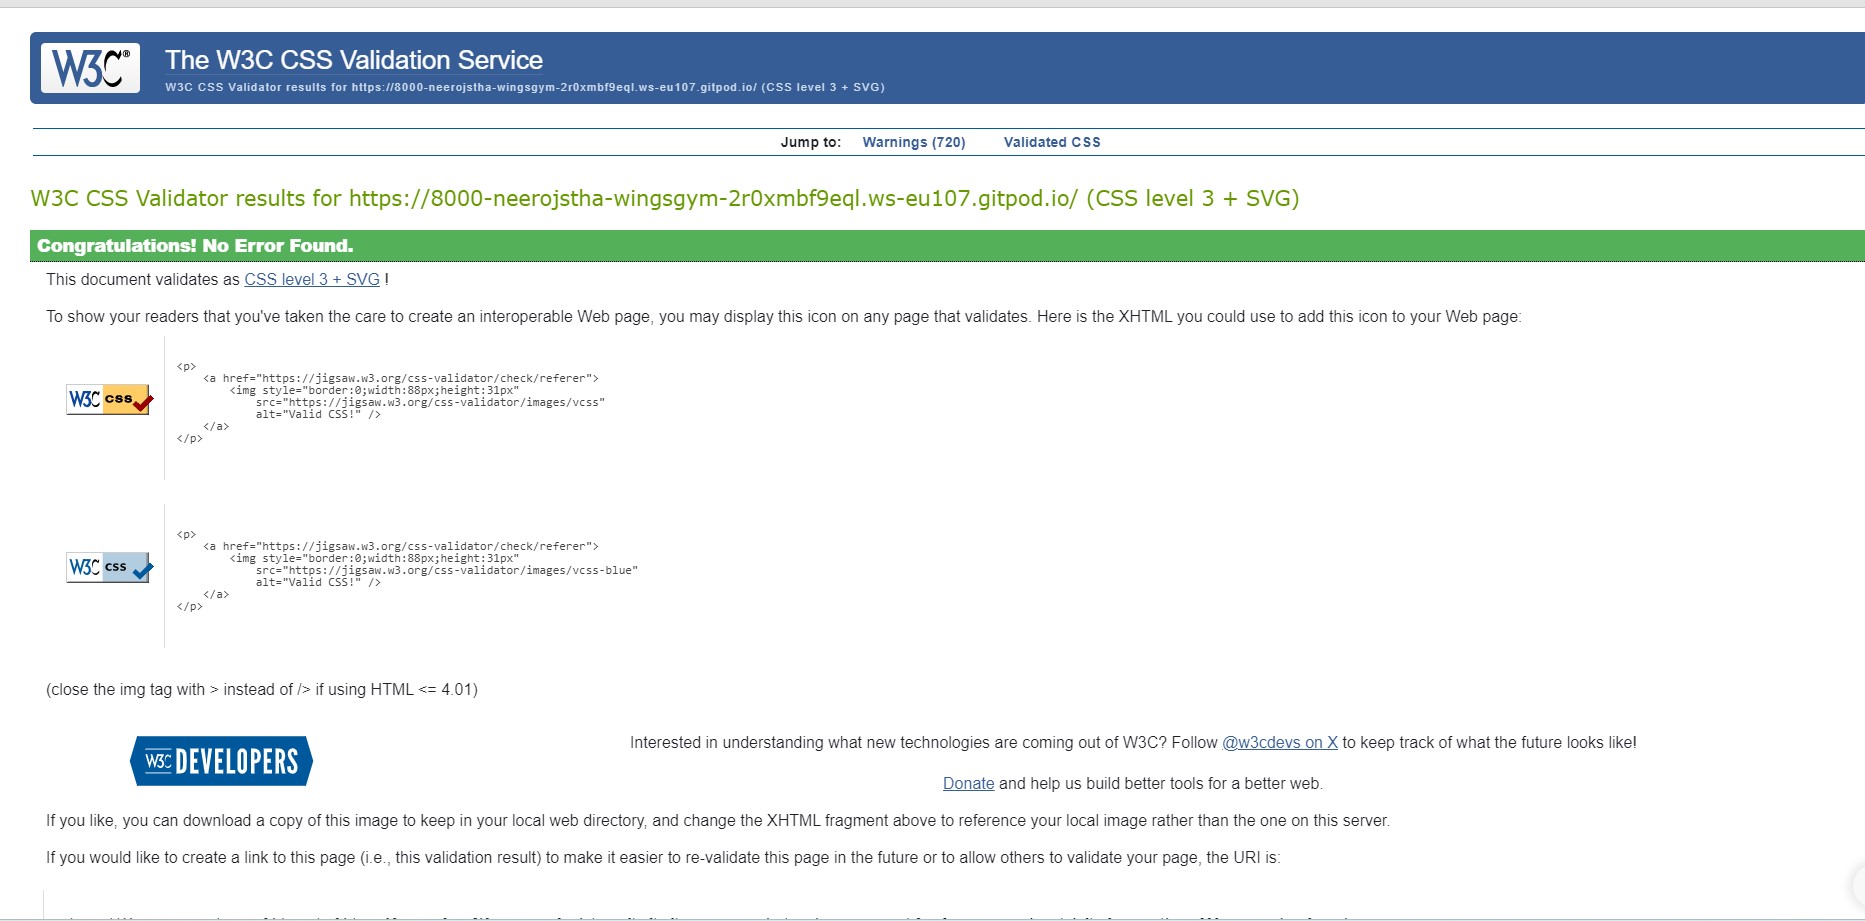 W3C®
The W3C CSS Validation Service
W3C CSS Validator results for https://8000-neerojstha-wingsgym-2r0xmbf9eql.ws-eu107.gitpod.io/ (CSS level 3 + SVG)
Jump to: Warnings (720) Validated CSS
W3C CSS Validator results for https://8000-neerojstha-wingsgym-2r0xmbf9eql.ws-eu107.gitpod.io/ (CSS level 3 + SVG)
Congratulations! No Error Found.
This document validates as CSS level 3 + SVG !
To show your readers that you've taken the care to create an interoperable Web page, you may display this icon on any page that validates. Here is the XHTML you could use to add this icon to your Web page:
W3C css
<p>
<a href="https://jigsaw.w3.org/css-validator/check/referer">
<img style="border:0;width:88px;height:31px"
src="https://jigsaw.w3.org/css-validator/images/vcss"
alt="Valid CSS!" />
</a>
</p>
W3C css
<p>
<a href="https://jigsaw.w3.org/css-validator/check/referer">
<img style="border:0;width:88px;height:31px"
src="https://jigsaw.w3.org/css-validator/images/vcss-blue"
alt="Valid CSS!" />
</a>
</p>
(close the img tag with > instead of /> if using HTML <= 4.01)
W3C DEVELOPERS
Interested in understanding what new technologies are coming out of W3C? Follow @w3cdevs on X to keep track of what the future looks like!
Donate and help us build better tools for a better web.
If you like, you can download a copy of this image to keep in your local web directory, and change the XHTML fragment above to reference your local image rather than the one on this server.
If you would like to create a link to this page (i.e., this validation result) to make it easier to re-validate this page in the future or to allow others to validate your page, the URI is: